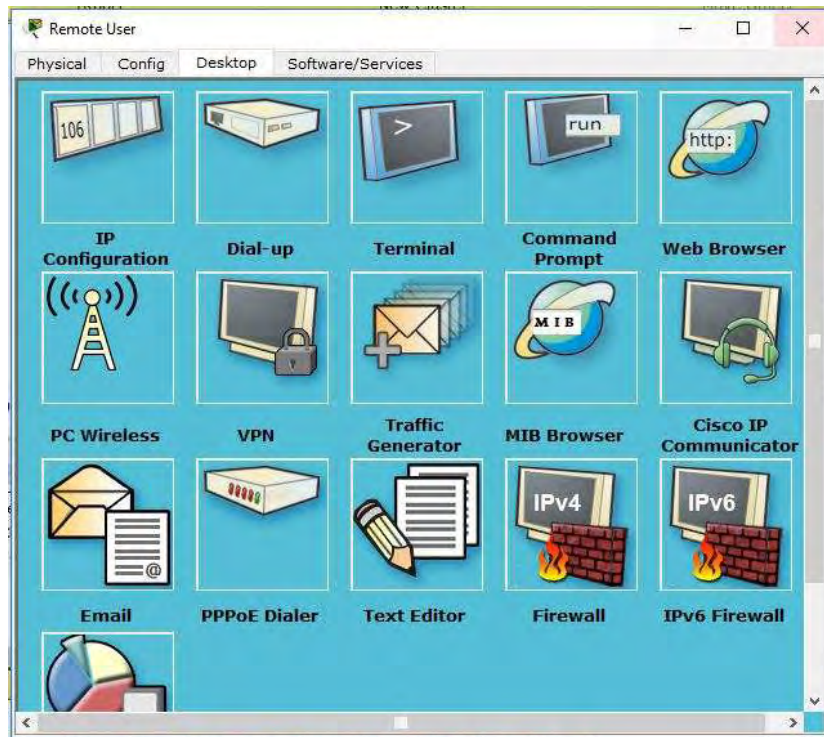 Remote User
Physical Config Desktop Software/Services
106
>
run
http:
IP Configuration
Dial-up
Terminal
Command Prompt
Web Browser
MIB
PC Wireless
VPN
Traffic Generator
MIB Browser
Cisco IP Communicator
@
IPv4
IPv6
Email
PPPoE Dialer
Text Editor
Firewall
IPv6 Firewall